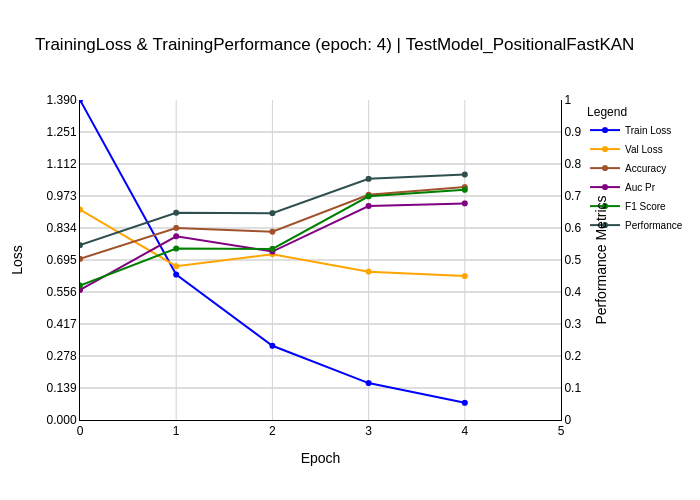 TrainingLoss & TrainingPerformance (epoch: 4) | TestModel_PositionalFastKAN
Legend
Train Loss
Val Loss
Accuracy
Auc Pr
F1 Score
Performance
Loss
1.390
1.251
1.112
0.973
0.834
0.695
0.556
0.417
0.278
0.139
0.000
1
0.9
0.8
0.7
0.6
0.5
0.4
0.3
0.2
0.1
0
Performance Metrics
0
1
2
3
4
5
Epoch